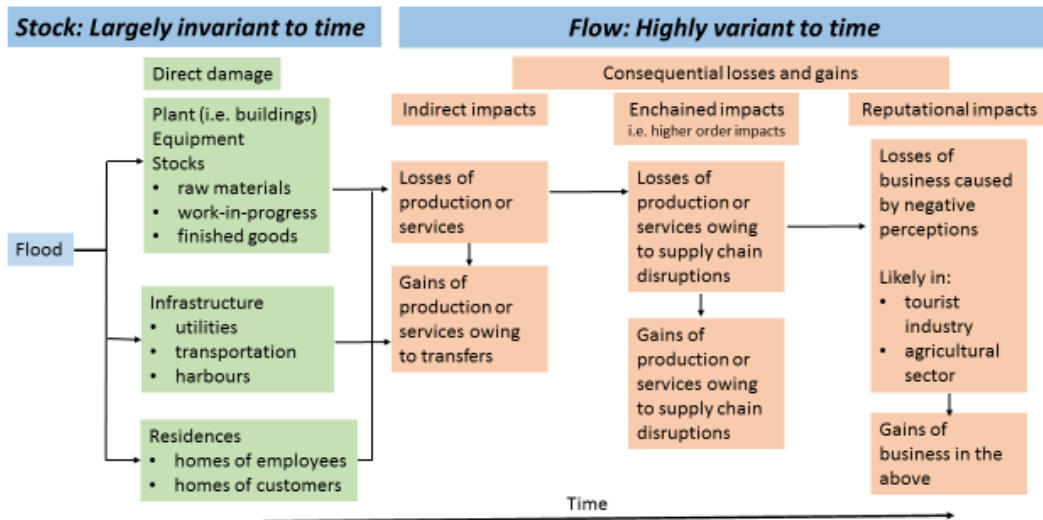 Stock: Largely invariant to time
Flow: Highly variant to time
Direct damage
Consequential losses and gains
Plant (i.e. buildings)
Equipment
Stocks
• raw materials
• work-in-progress
• finished goods
Indirect impacts
Enchained impacts
i.e. higher order impacts
Reputational impacts
Flood
Losses of
production or
services
Losses of
production or
services owing
to supply chain
disruptions
Losses of
business caused
by negative
perceptions
Likely in:
• tourist
industry
• agricultural
sector
Infrastructure
• utilities
• transportation
• harbours
Gains of
production or
services owing
to transfers
Gains of
production or
services owing
to supply chain
disruptions
Residences
• homes of employees
• homes of customers
Gains of
business in the
above
Time